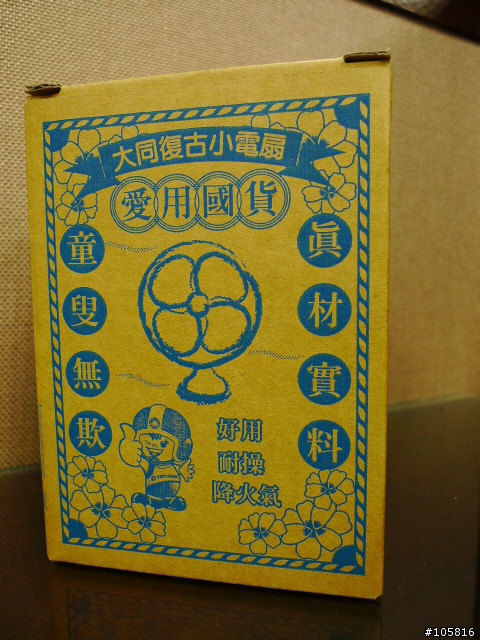 大同復古小電扇
愛用國貨
眞材實料
童叟無欺
好用
耐操
降火氣
TATUNG
#105816